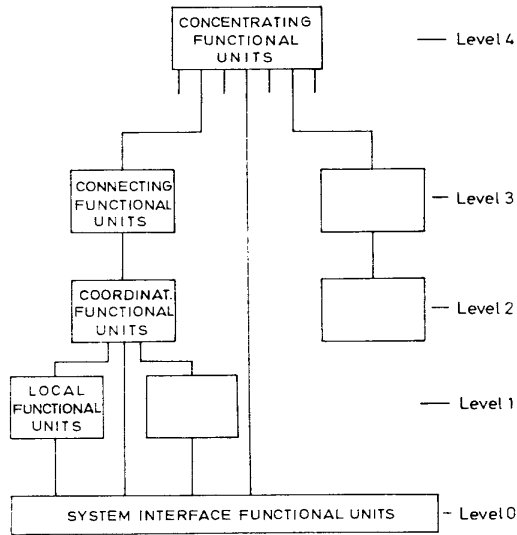 CONCENTRATING
FUNCTIONAL
UNITS
Level 4
CONNECTING
FUNCTIONAL
UNITS
Level 3
COORDINAT.
FUNCTIONAL
UNITS
Level 2
LOCAL
FUNCTIONAL
UNITS
Level 1
SYSTEM INTERFACE FUNCTIONAL UNITS
Level 0